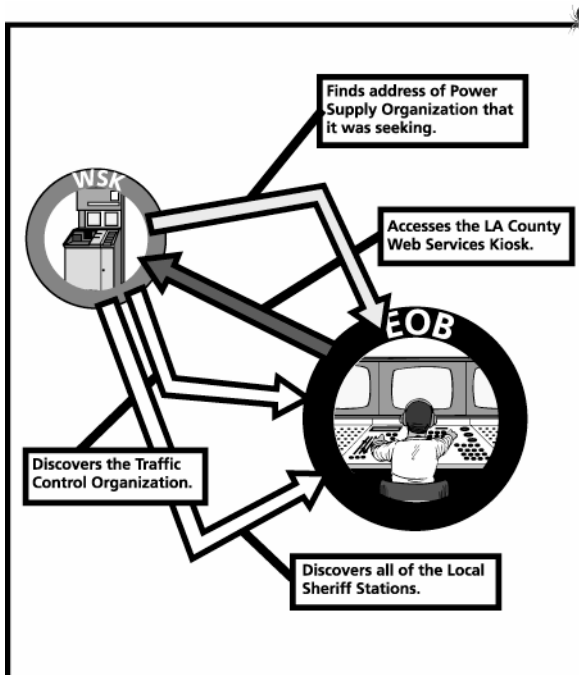 Finds address of Power
Supply Organization that
it was seeking.
WSK
Accesses the LA County
Web Services Kiosk.
EOB
Discovers the Traffic
Control Organization.
Discovers all of the Local
Sheriff Stations.